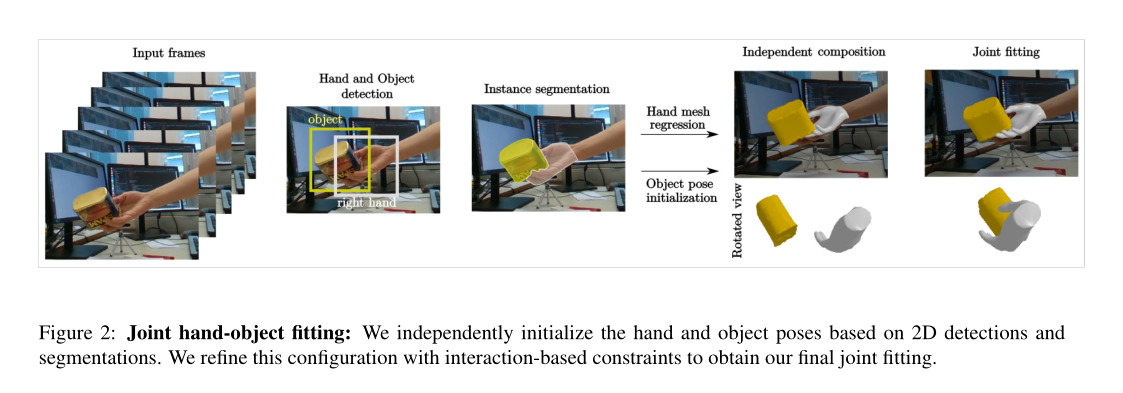 Input frames
Hand and Object
detection
object
right hand
Instance segmentation
Hand mesh
regression
Object pose
initialization
Independent composition
Rotated view
Joint fitting
Figure 2: Joint hand-object fitting: We independently initialize the hand and object poses based on 2D detections and
segmentations. We refine this configuration with interaction-based constraints to obtain our final joint fitting.